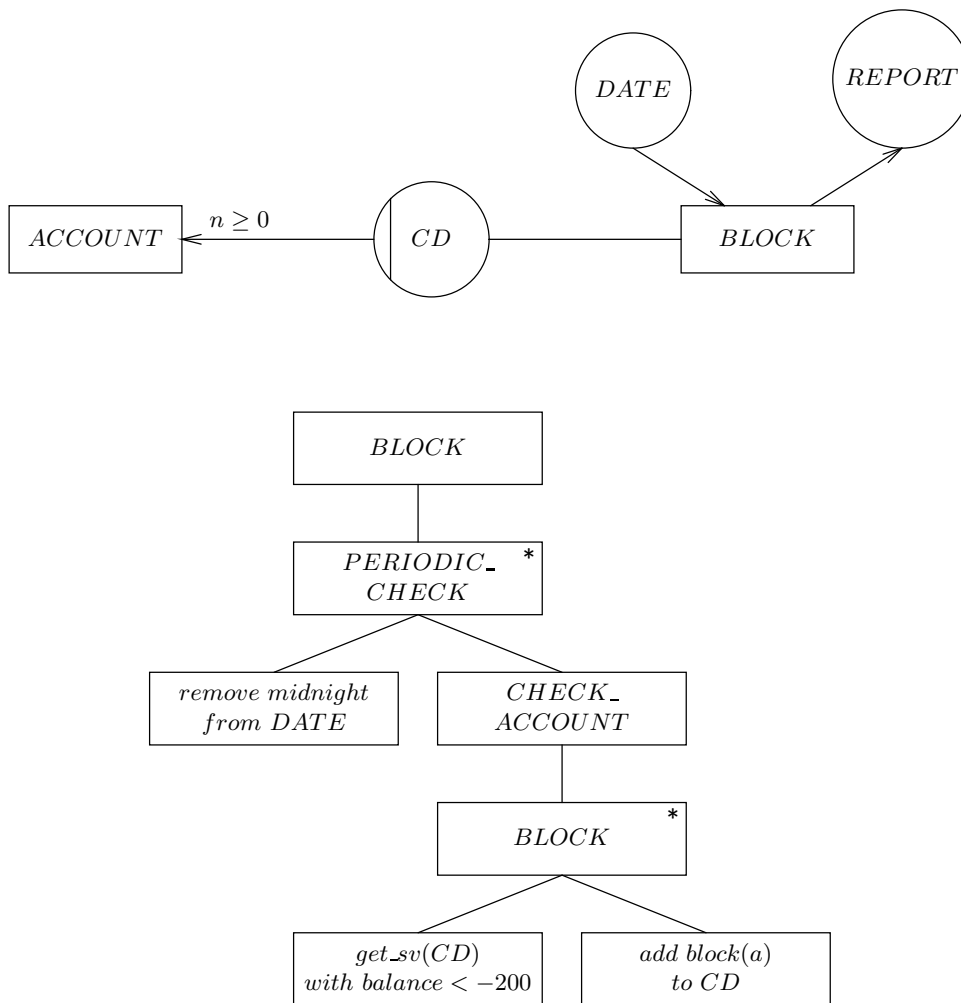 REPORT
DATE
n ≥ 0
ACCOUNT
CD
BLOCK
BLOCK
PERIODIC_ *
CHECK
remove midnight
from DATE
CHECK_
ACCOUNT
BLOCK *
get_sv(CD)
with balance < −200
add block(a)
to CD